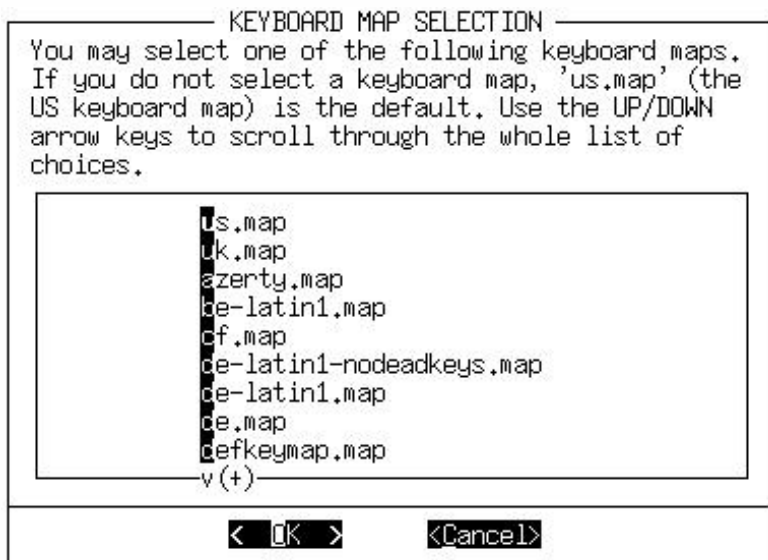 KEYBOARD MAP SELECTION
You may select one of the following keyboard maps.
If you do not select a keyboard map, 'us.map' (the
US keyboard map) is the default. Use the UP/DOWN
arrow keys to scroll through the whole list of
choices.
us.map
uk.map
azerty.map
be-latin1.map
cf.map
de-latin1-nodeadkeys.map
de-latin1.map
de.map
defkeymap.map
v(+)
< OK > <Cancel>